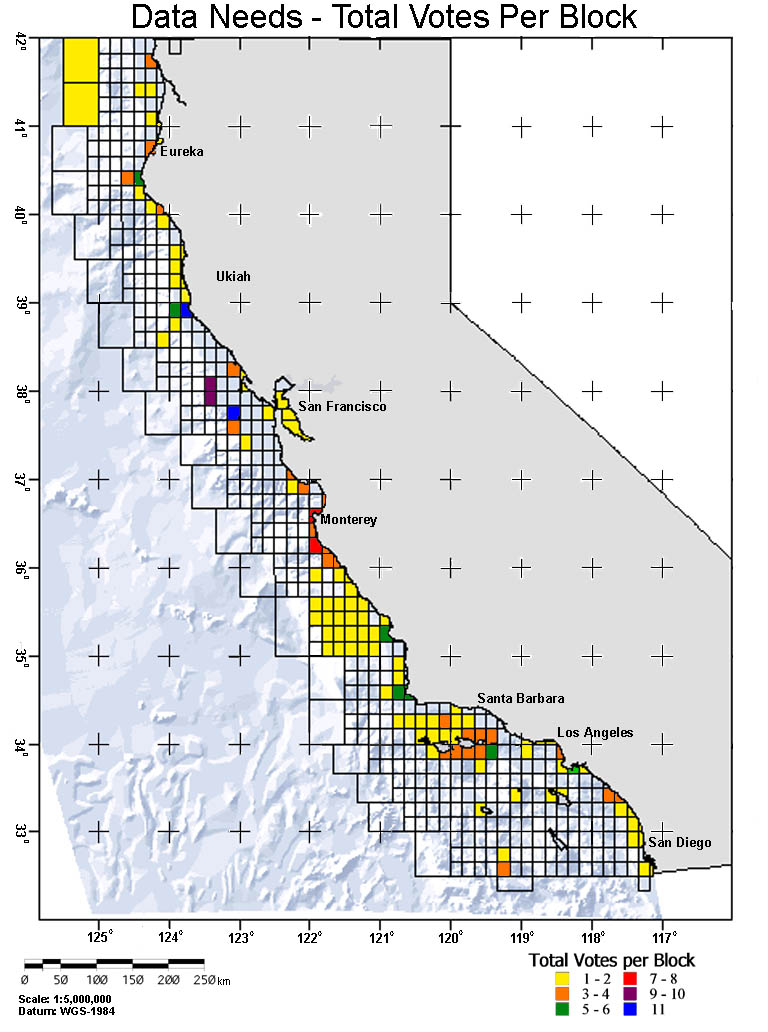 Data Needs - Total Votes Per Block
42°
41°
Eureka
40°
Ukiah
39°
38°
San Francisco
37°
Monterey
36°
35°
Santa Barbara
Los Angeles
34°
33°
San Diego
125° 124° 123° 122° 121° 120° 119° 118° 117°
0 50 100 150 200 250 km
Scale: 1:5,000,000
Datum: WGS-1984
Total Votes per Block
1 - 2 7 - 8
3 - 4 9 - 10
5 - 6 11